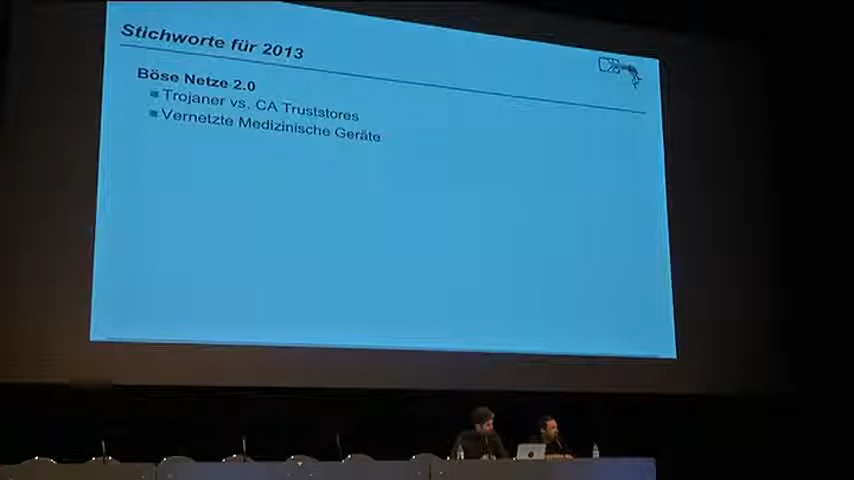 Stichworte für 2013
Böse Netze 2.0
Trojaner vs. CA Truststores
Vernetzte Medizinische Geräte